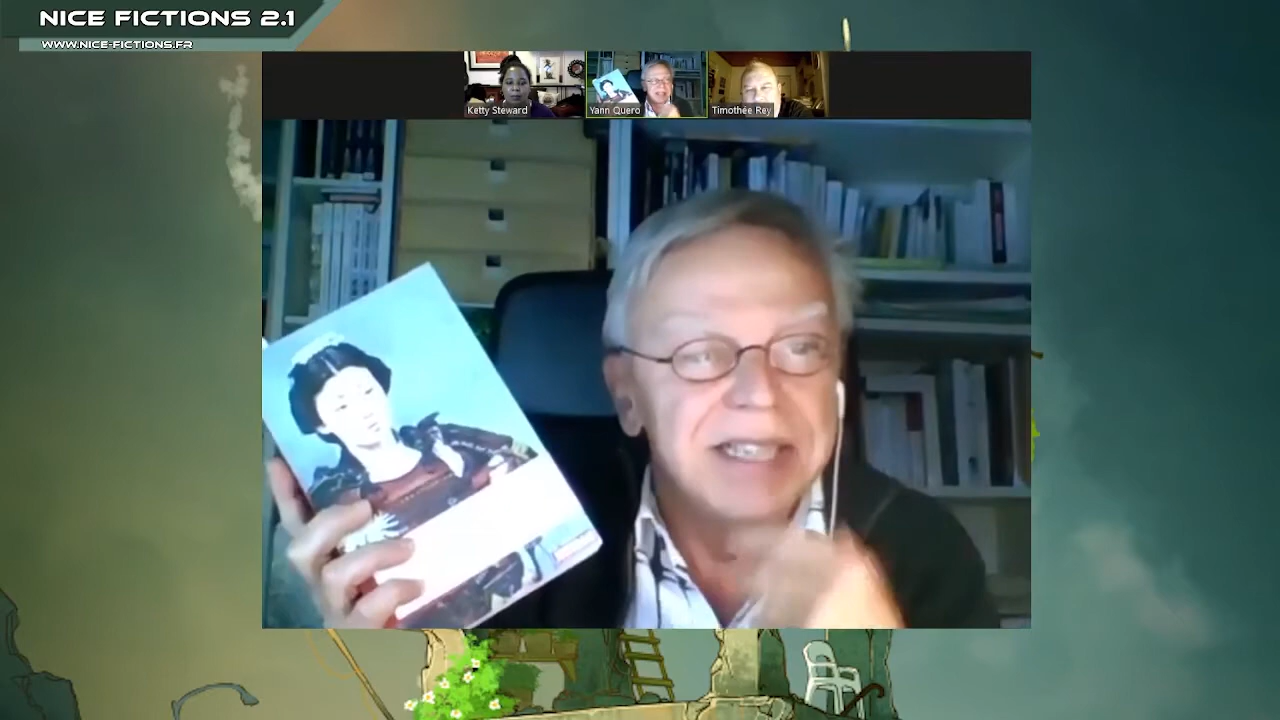 NICE FICTIONS 2.1
WWW.NICE-FICTIONS.FR
Ketty Steward
Yann Quero
Timothée Rey